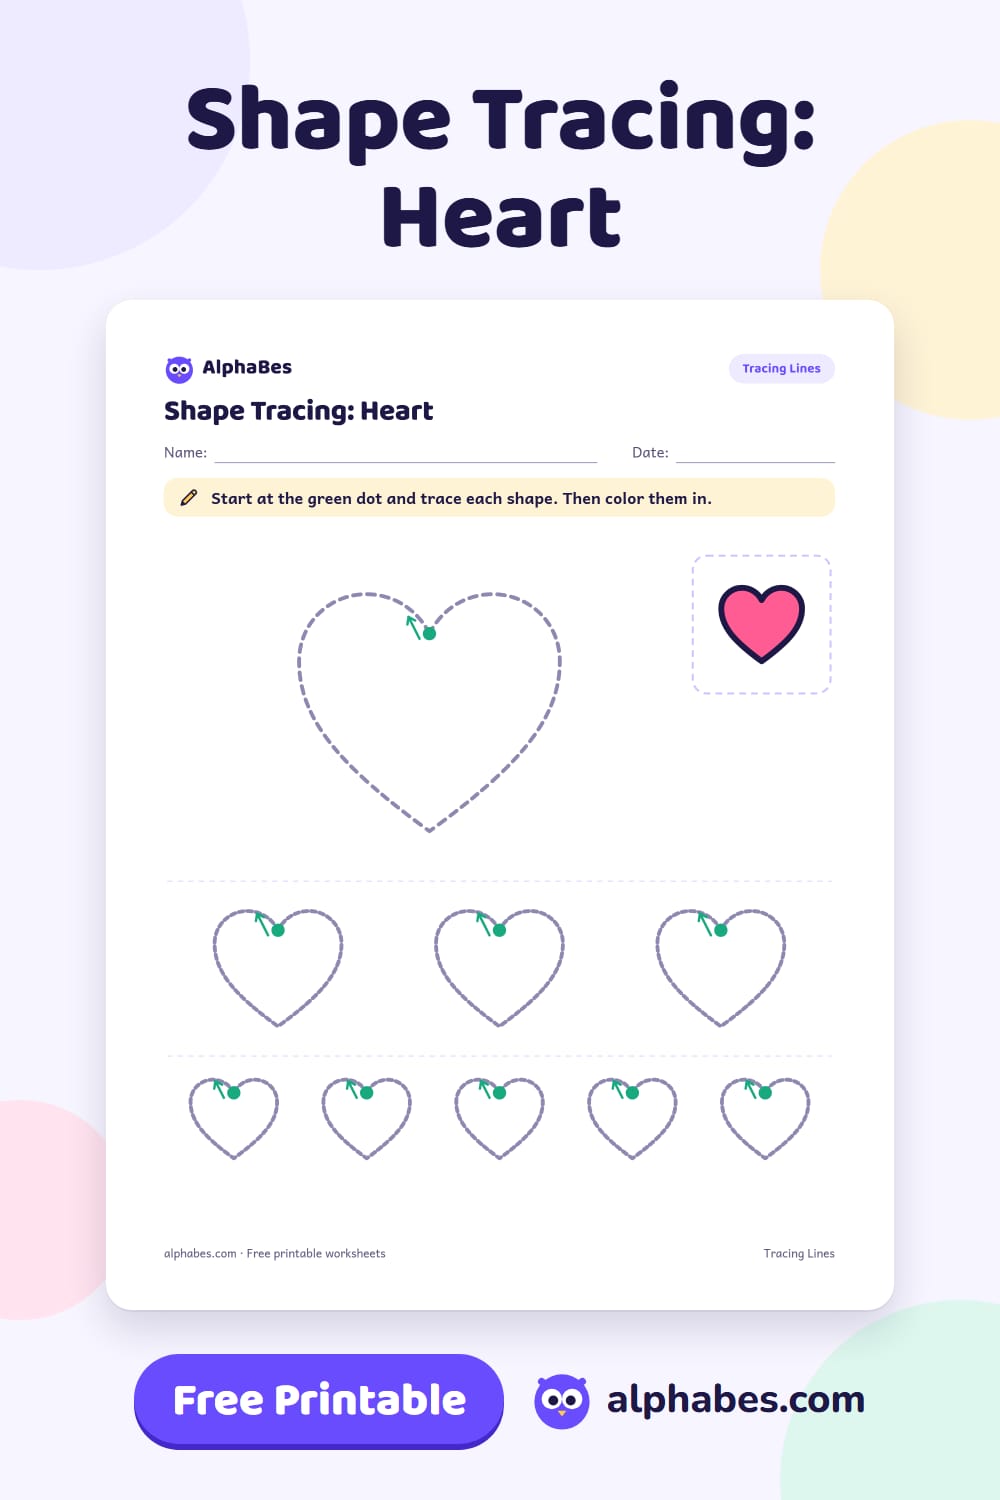 Shape Tracing:
Heart
AlphaBes
Tracing Lines
Shape Tracing: Heart
Name:
Date:
Start at the green dot and trace each shape. Then color them in.
alphabes.com · Free printable worksheets
Tracing Lines
Free Printable
alphabes.com